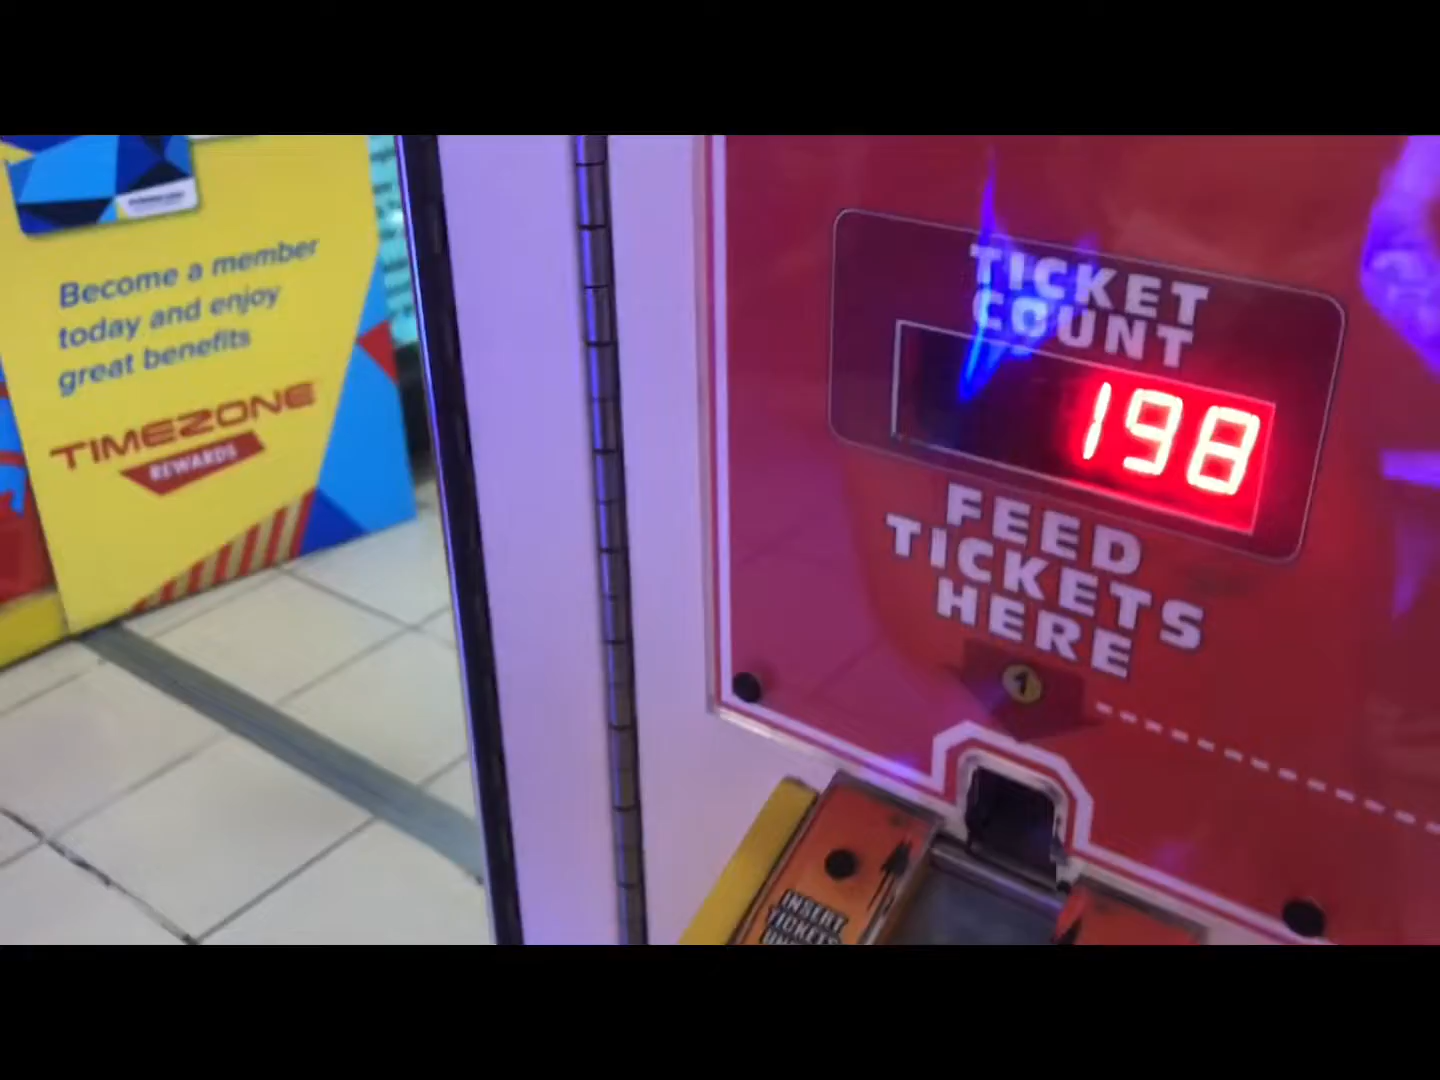 Become a member
today and enjoy
great benefits
TIMEZONE
REWARDS
TICKET
COUNT
198
FEED
TICKETS
HERE
1
INSERT
TICKETS